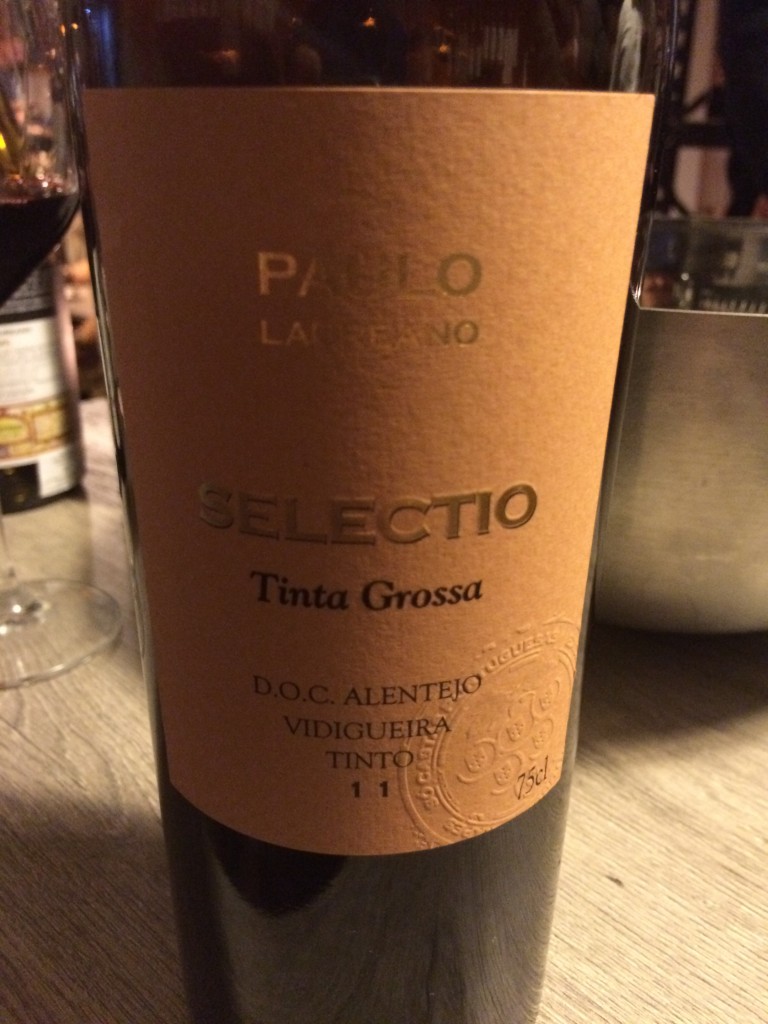 PAULO
LAUREANO
SELECTIO
Tinta Grossa
D.O.C. ALENTEJO
VIDIGUEIRA
TINTO
11
75cl